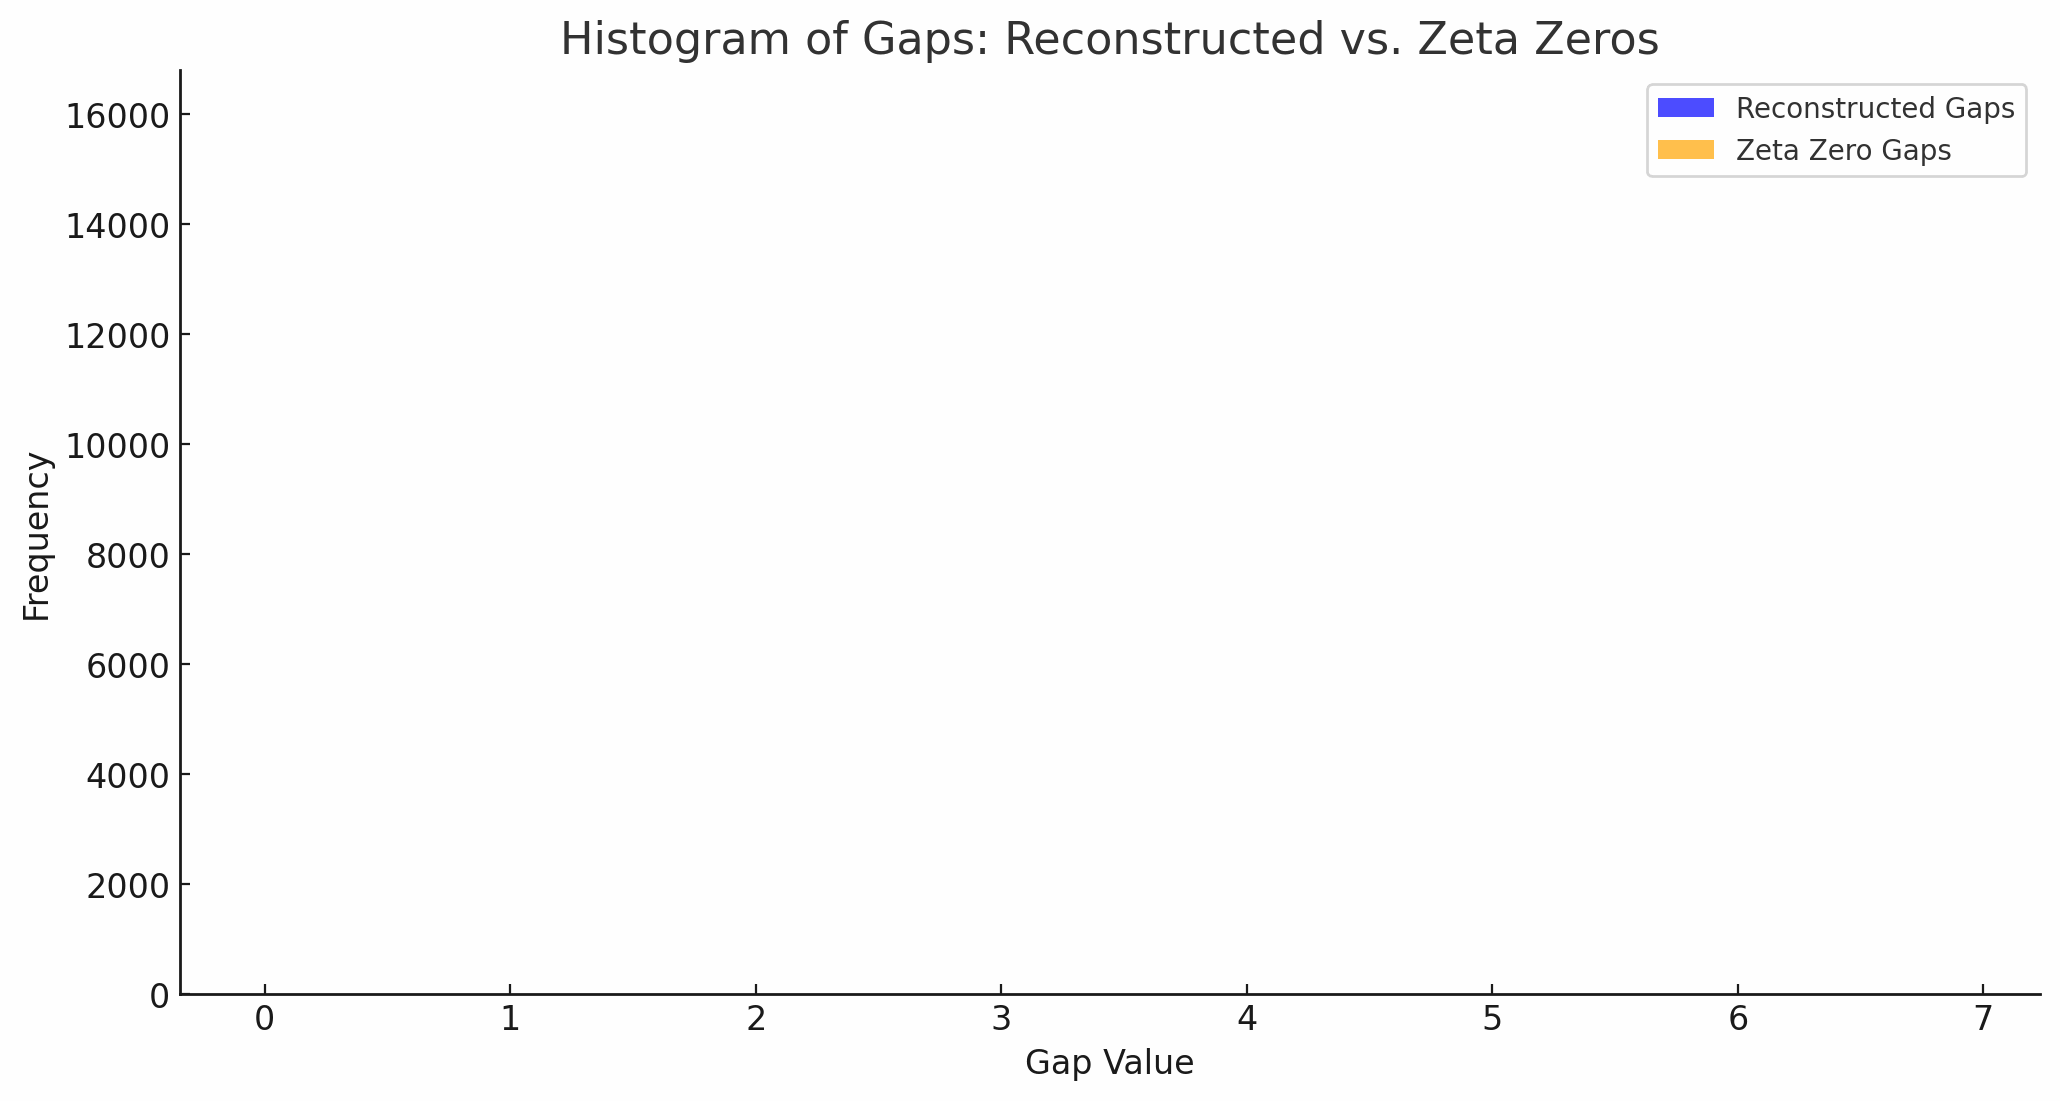 Histogram of Gaps: Reconstructed vs. Zeta Zeros
Reconstructed Gaps
Zeta Zero Gaps
16000
14000
12000
10000
8000
6000
4000
2000
0
Frequency
0 1 2 3 4 5 6 7
Gap Value